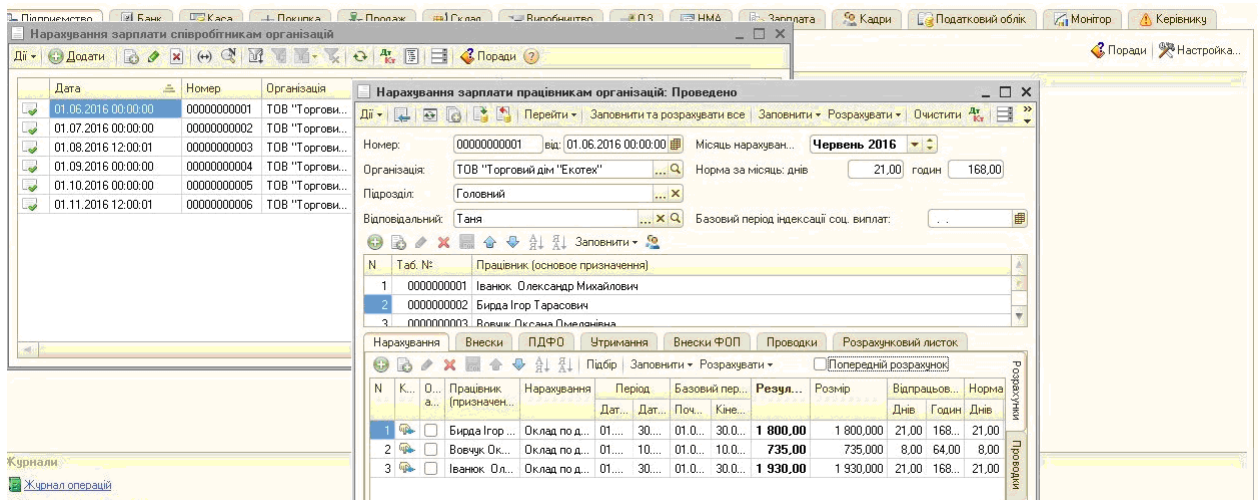 Підприємство Банк Каса Покупка Продаж Склад Виробництво ОЗ НМА Зарплата Кадри Податковий облік Монітор Керівнику
Нарахування зарплати співробітникам організацій
Дії Додати Поради
Поради Настройка...
Дата Номер Організація
01.06.2016 00:00:00 00000000001 ТОВ "Торгови...
01.07.2016 00:00:00 00000000002 ТОВ "Торгови...
01.08.2016 12:00:01 00000000003 ТОВ "Торгови...
01.09.2016 00:00:00 00000000004 ТОВ "Торгови...
01.10.2016 00:00:00 00000000005 ТОВ "Торгови...
01.11.2016 12:00:01 00000000006 ТОВ "Торгови...
Нарахування зарплати працівникам організацій: Проведено
Дії Перейти Заповнити та розрахувати все Заповнити Розрахувати Очистити
Номер: 00000000001 від: 01.06.2016 00:00:00 Місяць нарахуван... Червень 2016
Організація: ТОВ "Торговий дім "Екотех" ... Норма за місяць: днів 21,00 годин 168,00
Підрозділ: Головний ...
Відповідальний: Таня ... Базовий період індексації соц. виплат: . .
Заповнити
N Таб. № Працівник (основое призначення)
1 0000000001 Іванюк Олександр Михайлович
2 0000000002 Бирда Ігор Тарасович
3 0000000003 Вовчук Оксана Омелянівна
Нарахування Внески ПДФО Утримання Внески ФОП Проводки Розрахунковий листок
Підбір Заповнити Розрахувати Попередній розрахунок
N К... О... Працівник Нарахування Період Базовий пер... Резул... Розмір Відпрацьов... Норма
а... (призначен... Дат... Дат... Поч... Кіне... Днів Годин Днів
1 Бирда Ігор ... Оклад по д... 01.... 30.... 01.0... 30.0... 1 800,00 1 800,000 21,00 168... 21,00
2 Вовчук Ок... Оклад по д... 01.... 10.... 01.0... 10.0... 735,00 735,000 8,00 64,00 8,00
3 Іванюк Ол... Оклад по д... 01.... 30.... 01.0... 30.0... 1 930,00 1 930,000 21,00 168... 21,00
Розрахунки
Проводки
Журнали
Журнал операцій